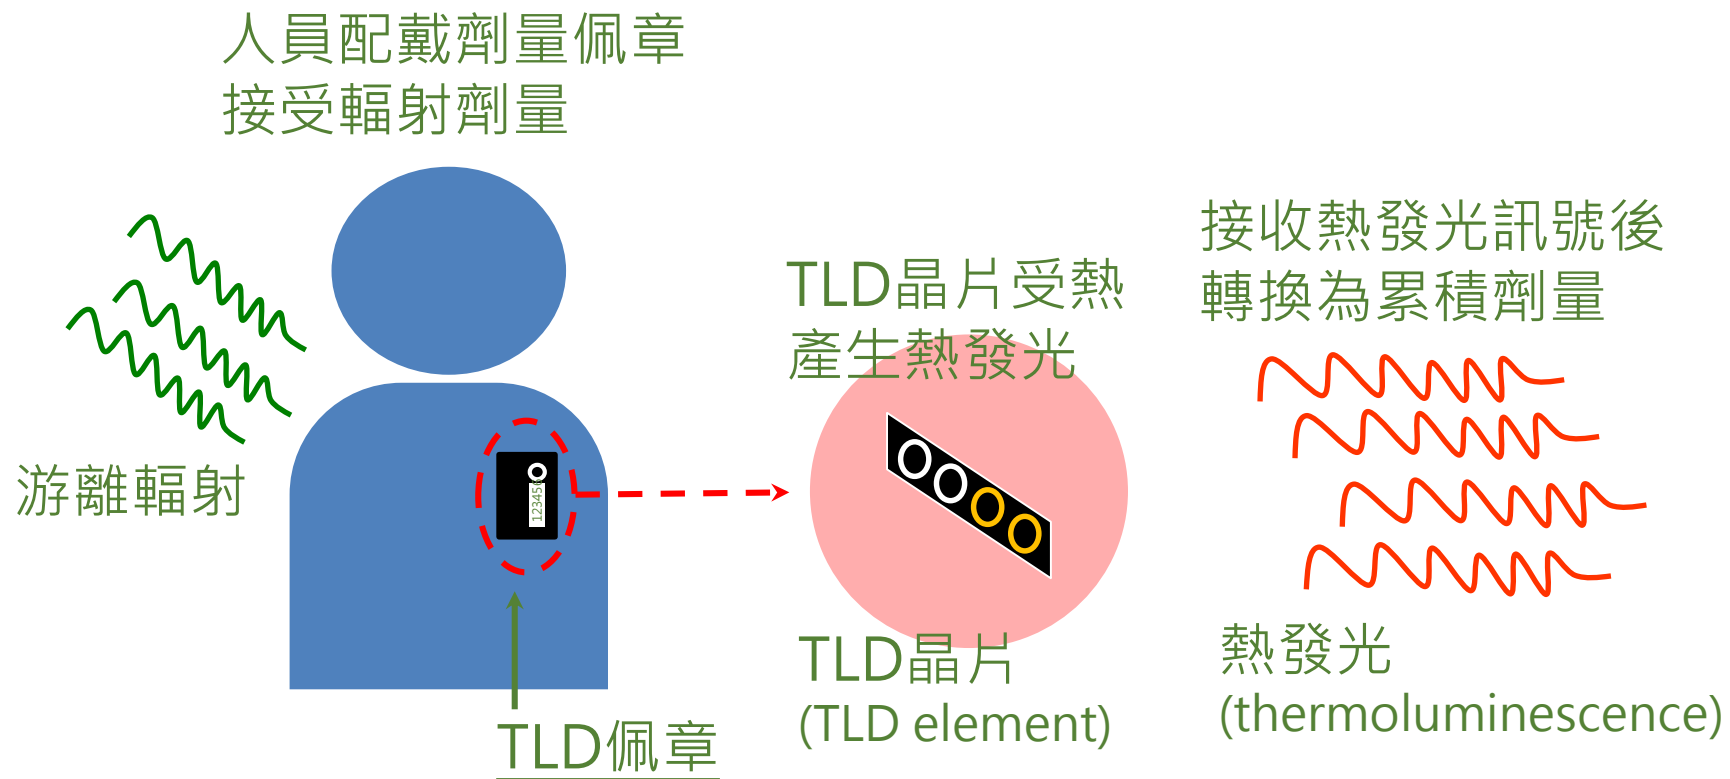 人員配戴劑量佩章
接受輻射劑量
游離輻射
123456
TLD佩章
TLD晶片受熱
產生熱發光
TLD晶片
(TLD element)
接收熱發光訊號後
轉換為累積劑量
熱發光
(thermoluminescence)